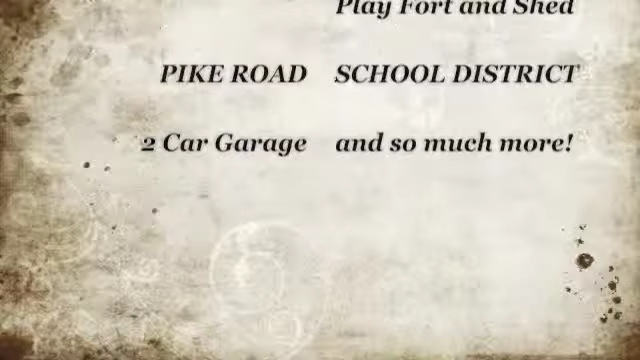 Play Fort and Shed
PIKE ROAD SCHOOL DISTRICT
2 Car Garage and so much more!